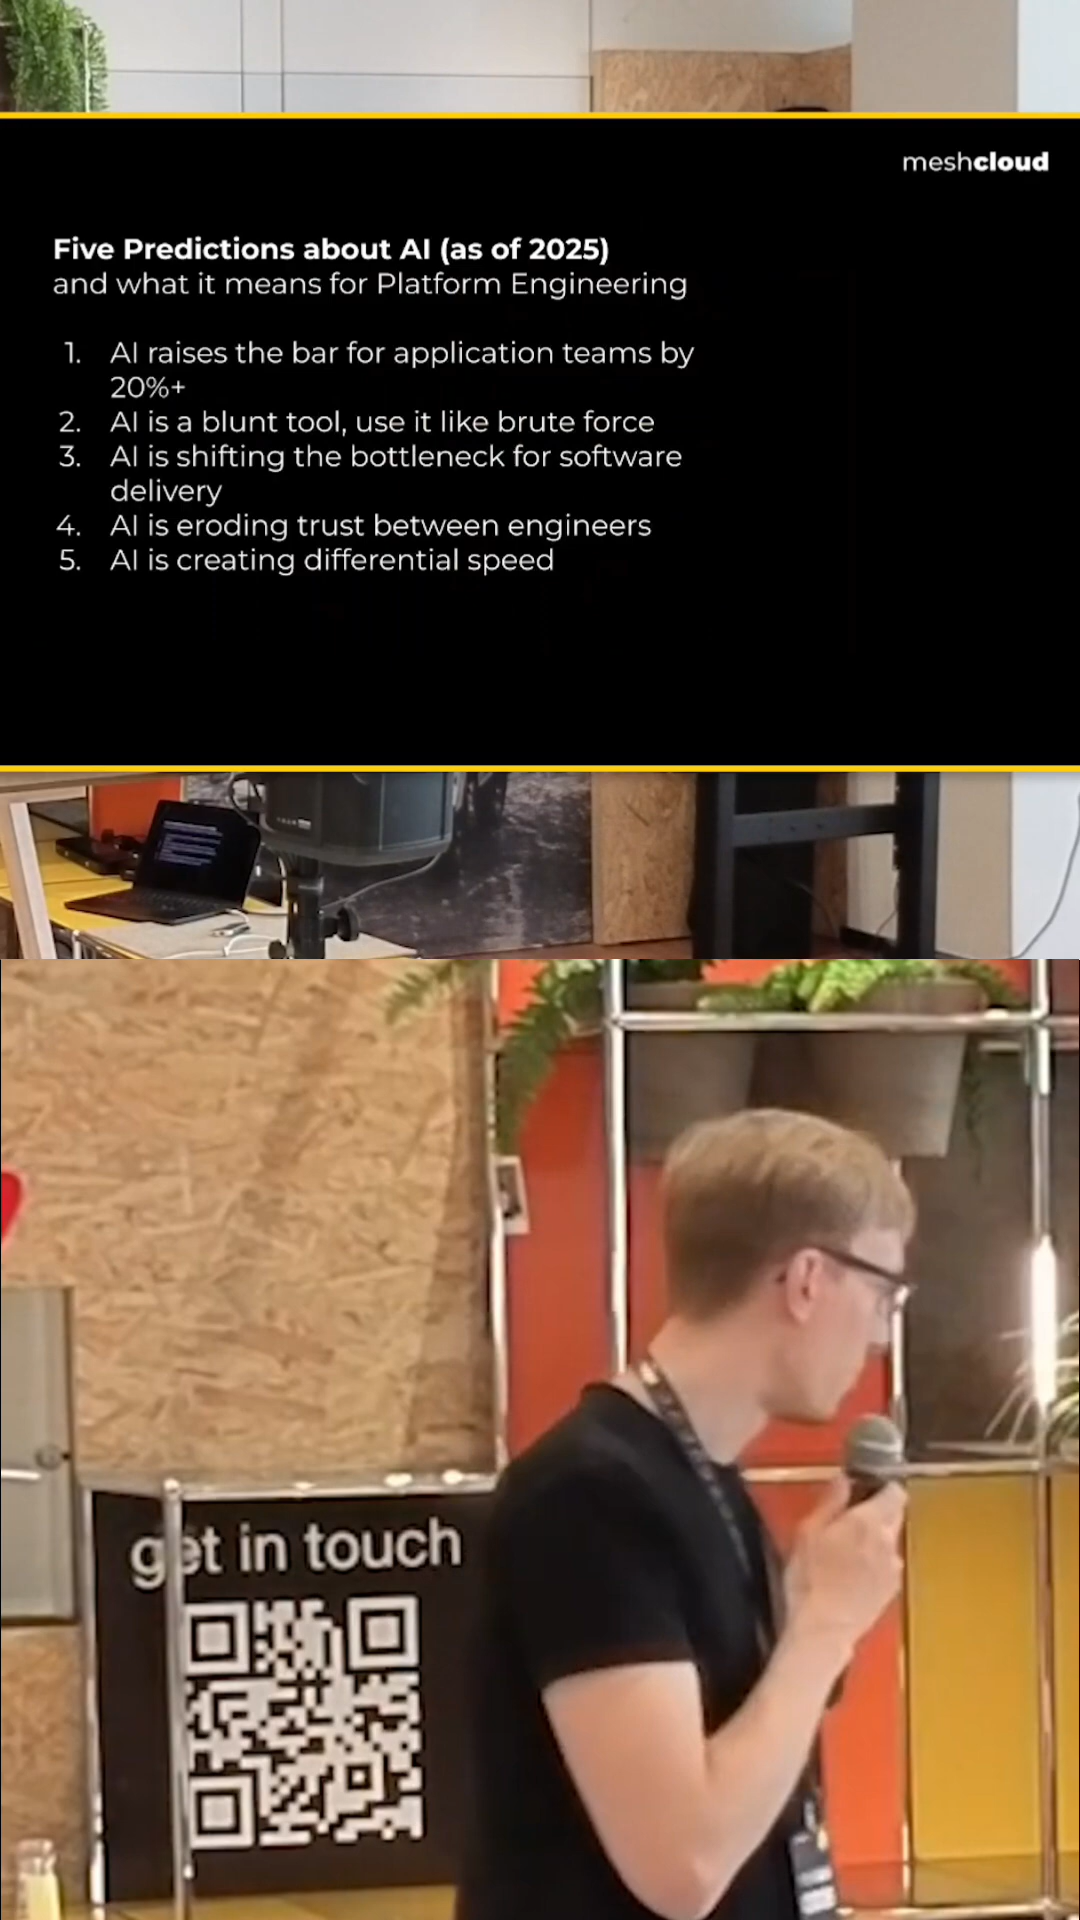 meshcloud
Five Predictions about AI (as of 2025)
and what it means for Platform Engineering
1. AI raises the bar for application teams by
20%+
2. AI is a blunt tool, use it like brute force
3. AI is shifting the bottleneck for software
delivery
4. AI is eroding trust between engineers
5. AI is creating differential speed
get in touch